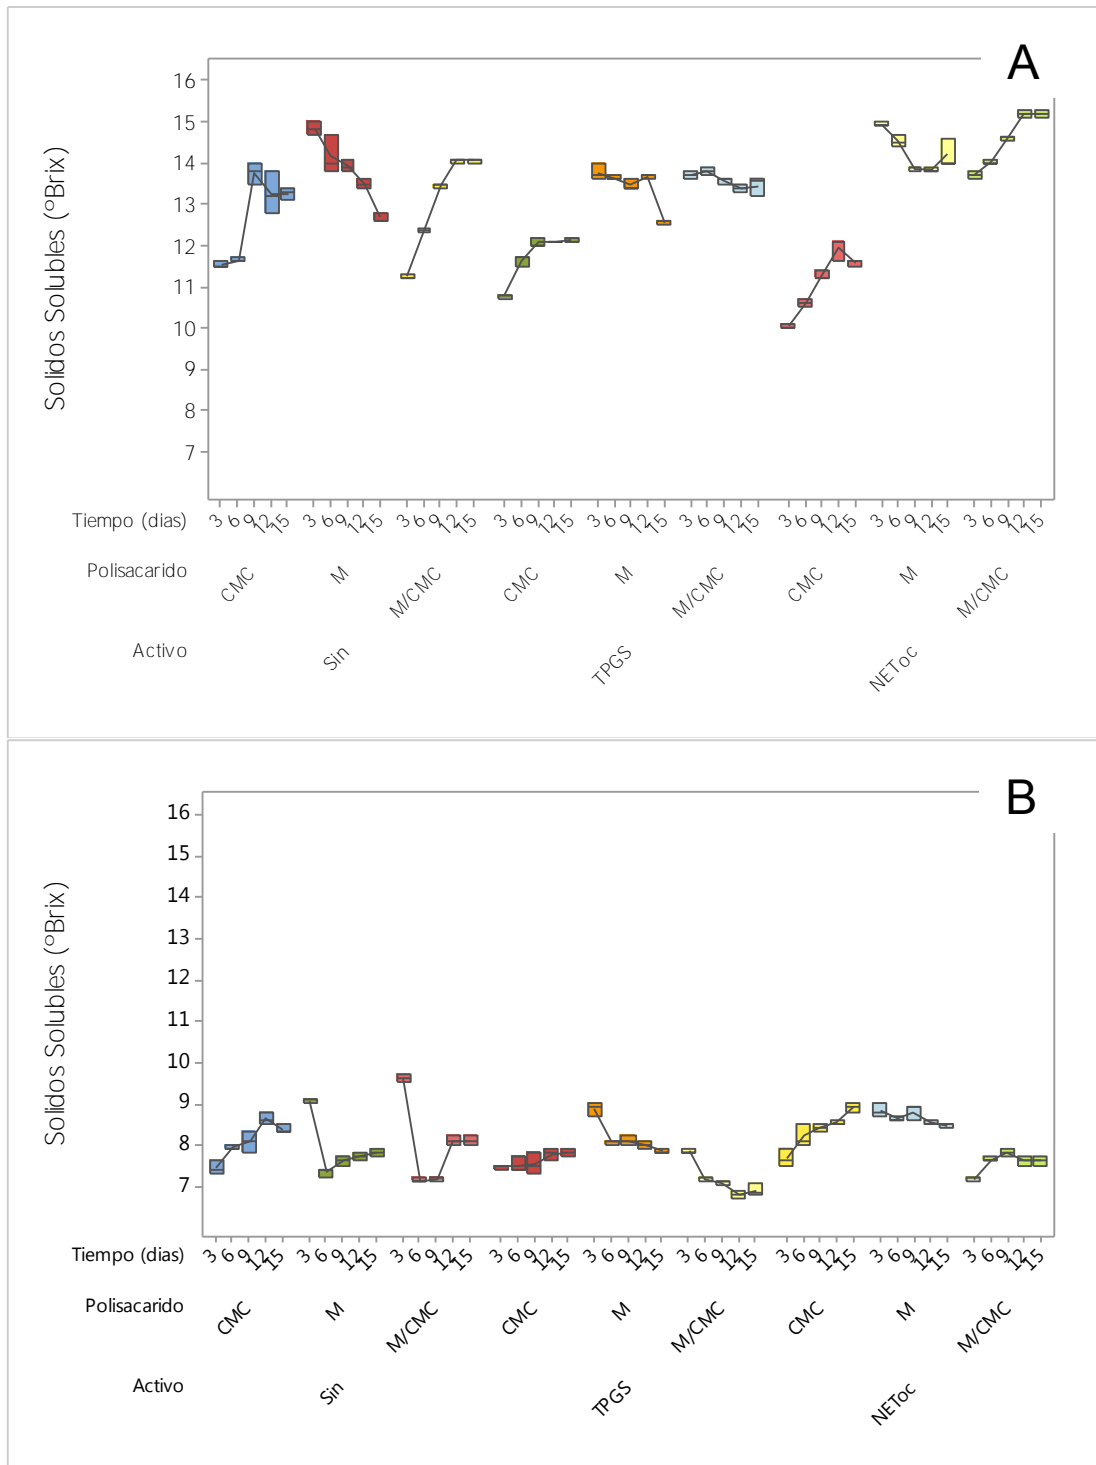 A
16
15
14
13
12
11
10
9
8
7
Solidos Solubles (ºBrix)
Tiempo (dias) 3 6 9 12 15 3 6 9 12 15 3 6 9 12 15 3 6 9 12 15 3 6 9 12 15 3 6 9 12 15 3 6 9 12 15 3 6 9 12 15 3 6 9 12 15
Polisacarido CMC M M/CMC CMC M M/CMC CMC M M/CMC
Activo Sin TPGS NEToc
B
16
15
14
13
12
11
10
9
8
7
Solidos Solubles (ºBrix)
Tiempo (dias) 3 6 9 12 15 3 6 9 12 15 3 6 9 12 15 3 6 9 12 15 3 6 9 12 15 3 6 9 12 15 3 6 9 12 15 3 6 9 12 15 3 6 9 12 15
Polisacarido CMC M M/CMC CMC M M/CMC CMC M M/CMC
Activo Sin TPGS NEToc